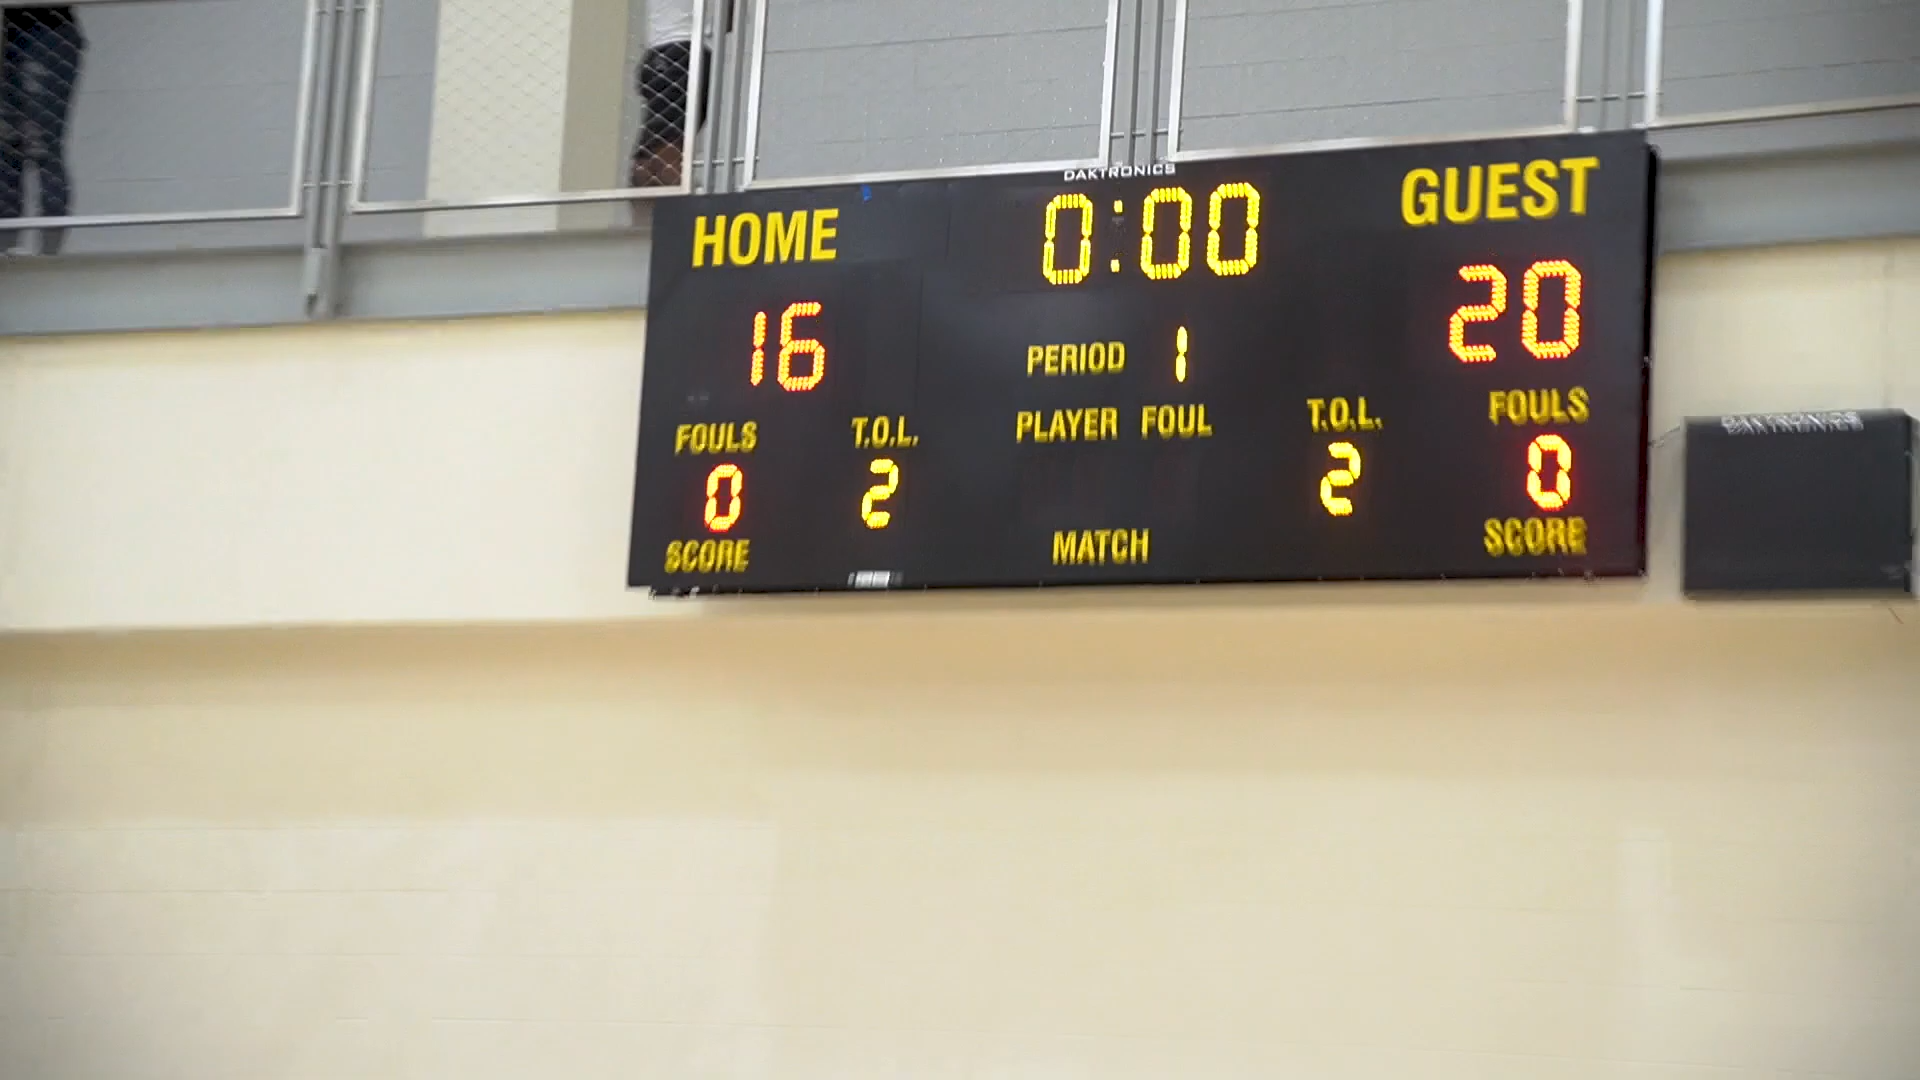 DAKTRONICS
HOME 0:00 GUEST
16 20
PERIOD 1
FOULS T.O.L. PLAYER FOUL T.O.L. FOULS
0 2 2 0
SCORE MATCH SCORE
DAKTRONICS